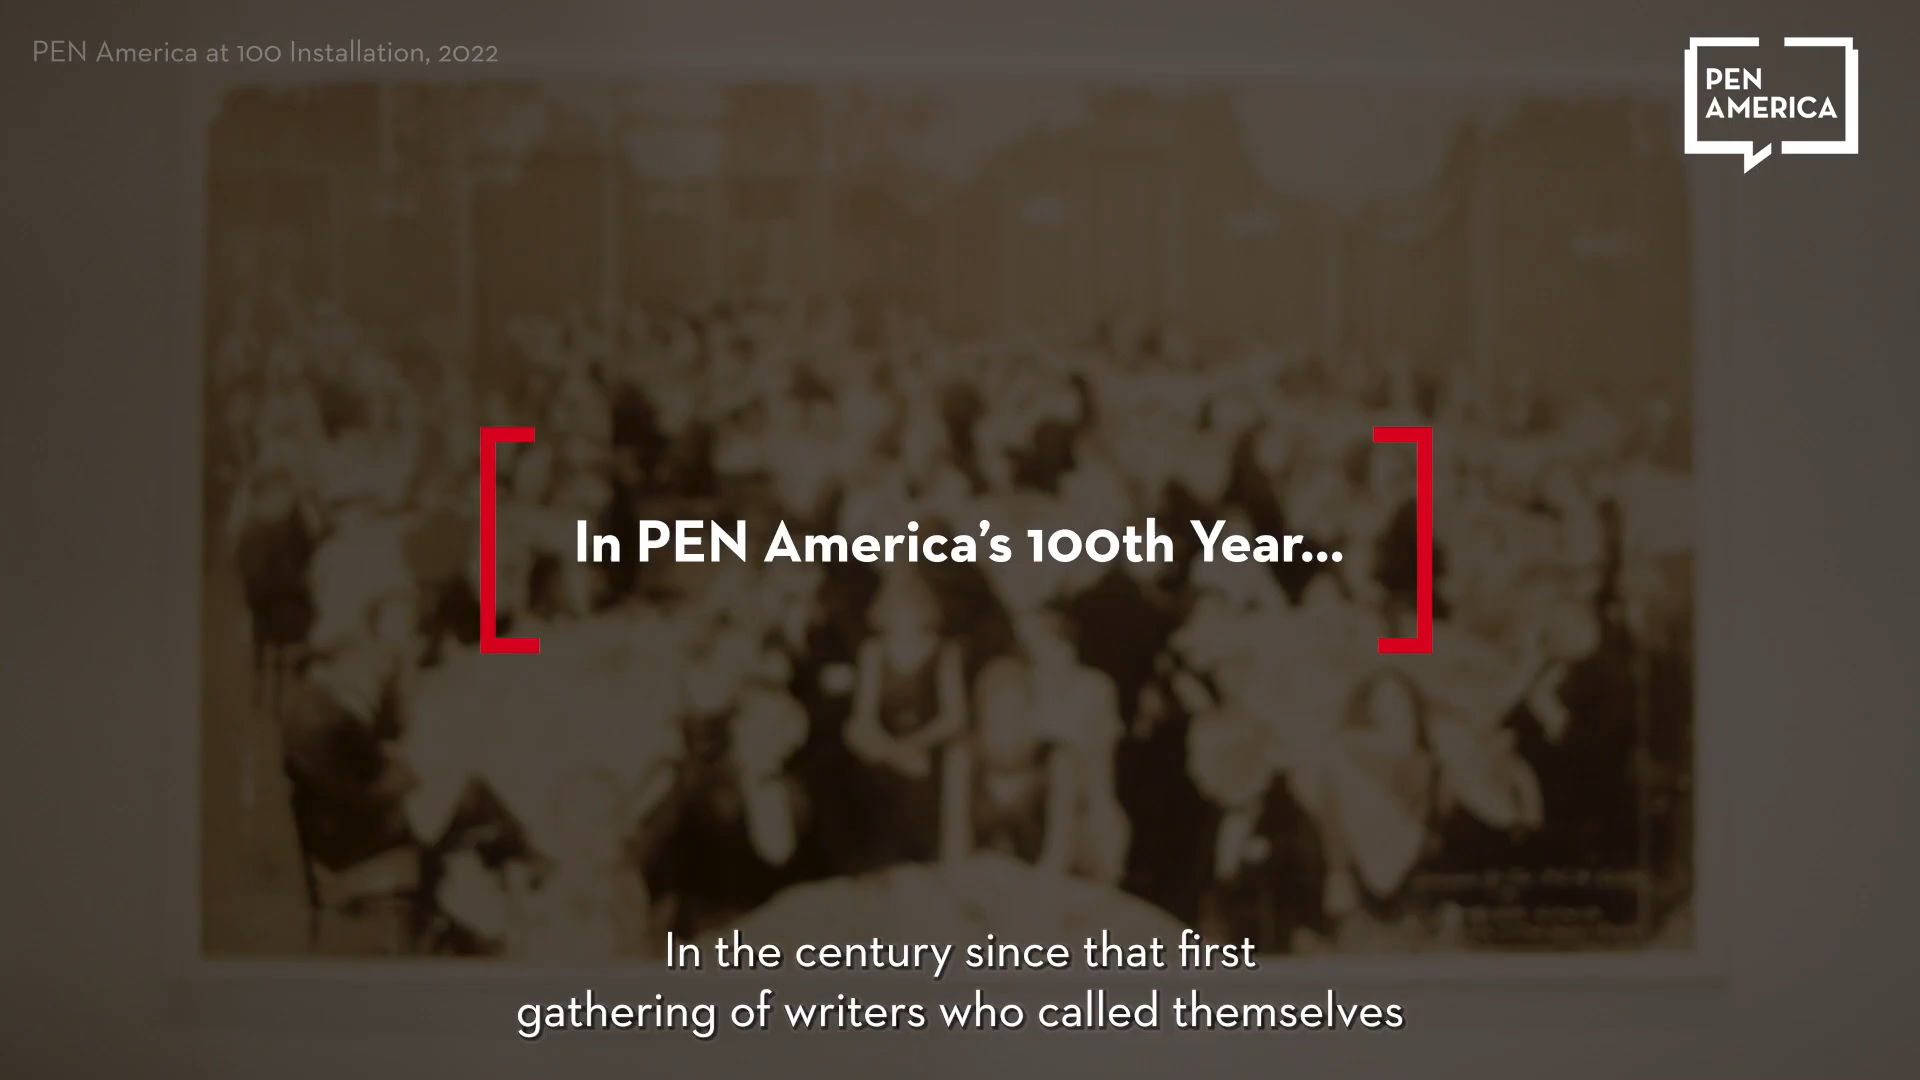 PEN America at 100 Installation, 2022
PEN
AMERICA
In PEN America’s 100th Year...
In the century since that first
gathering of writers who called themselves